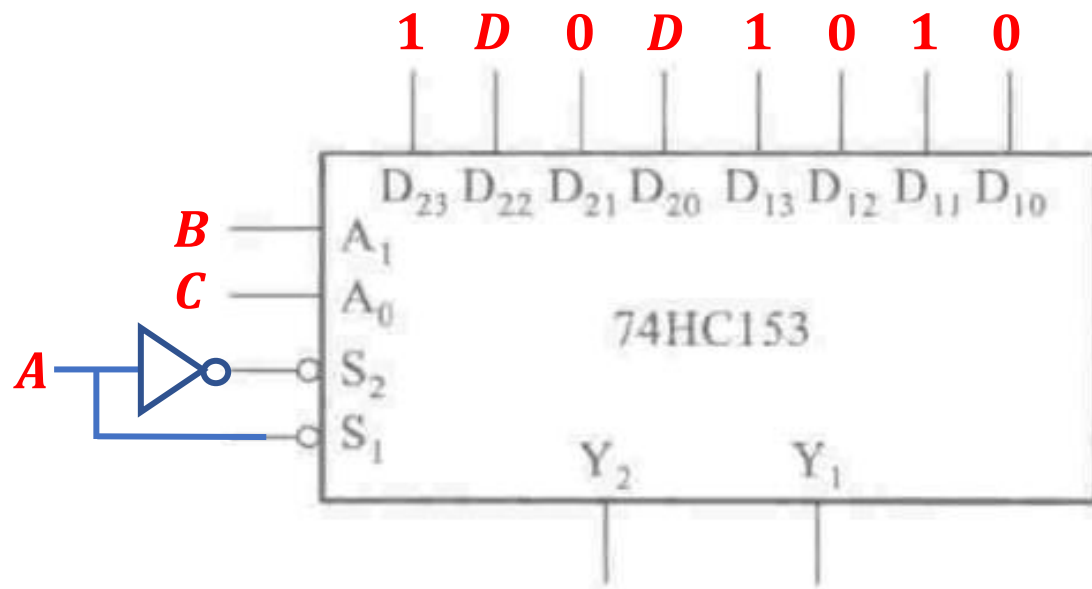 1 D 0 D 1 0 1 0
D₂₃ D₂₂ D₂₁ D₂₀ D₁₃ D₁₂ D₁₁ D₁₀
B A₁
C A₀
74HC153
A S₂
S₁
Y₂ Y₁